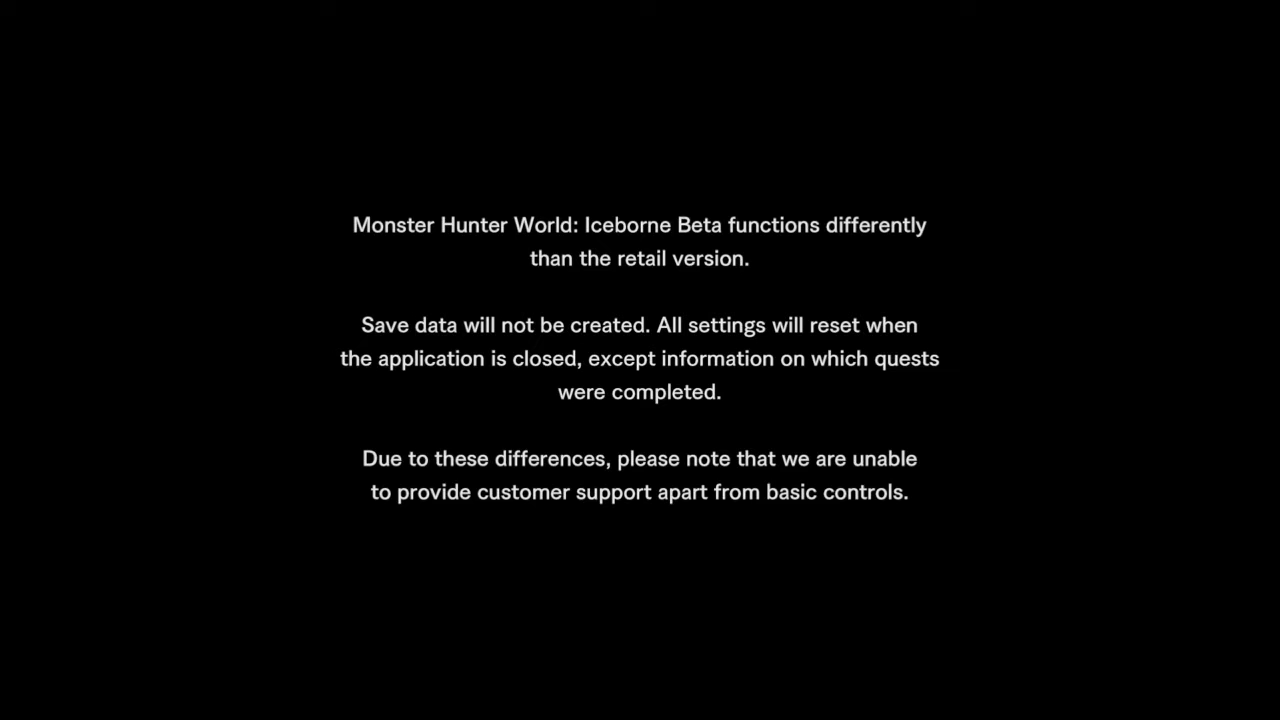 Monster Hunter World: Iceborne Beta functions differently
than the retail version.
Save data will not be created. All settings will reset when
the application is closed, except information on which quests
were completed.
Due to these differences, please note that we are unable
to provide customer support apart from basic controls.